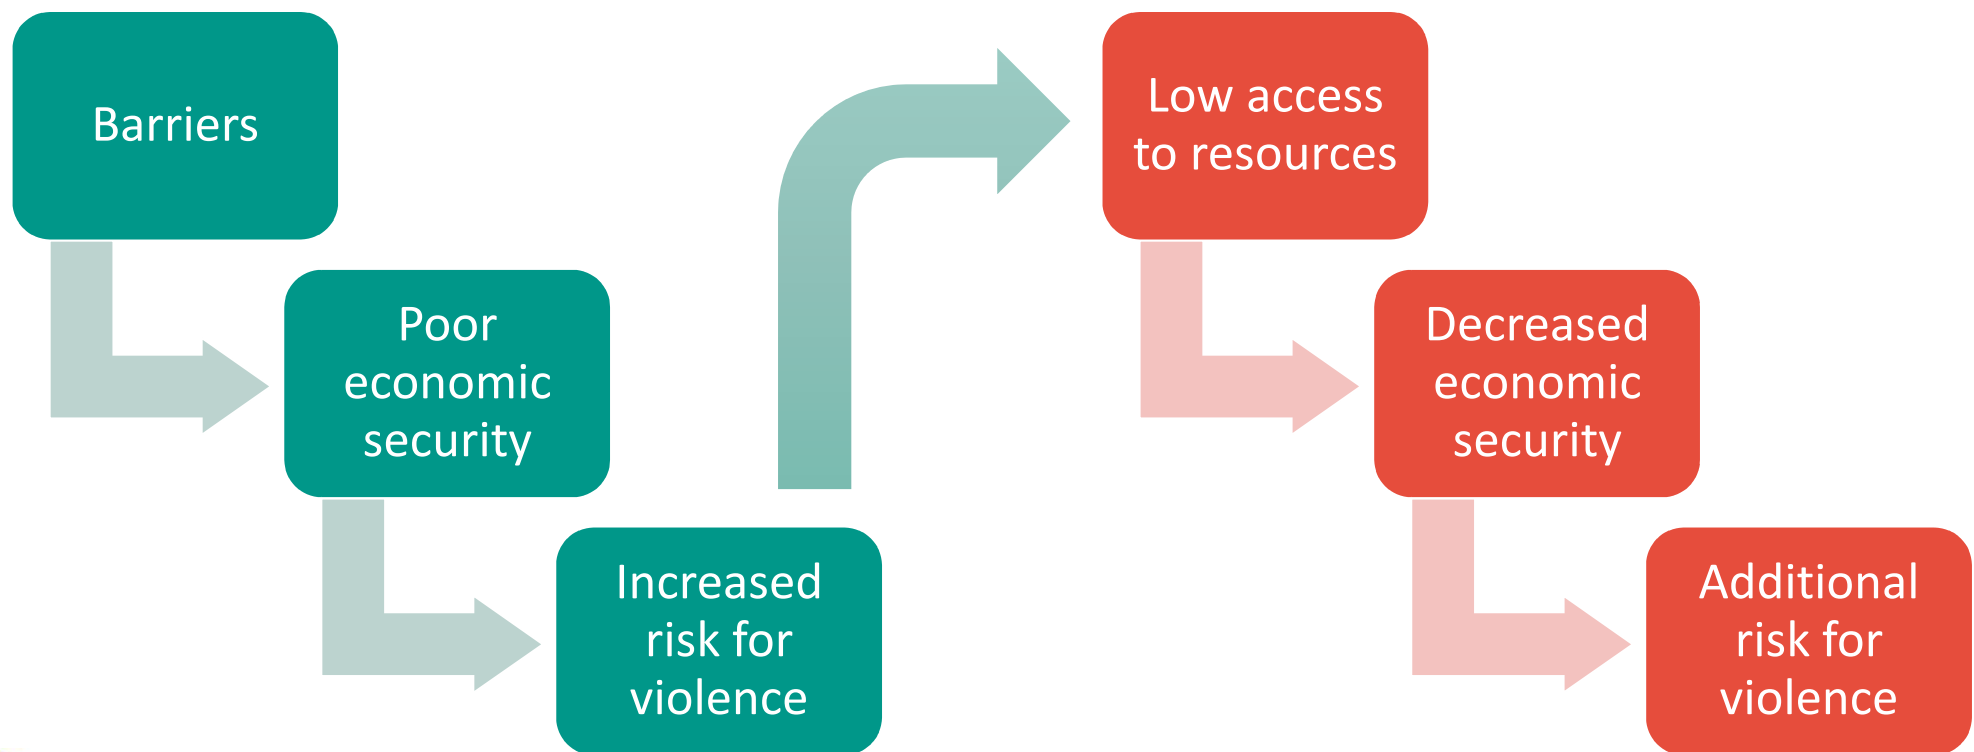 Barriers
Poor
economic
security
Increased
risk for
violence
Low access
to resources
Decreased
economic
security
Additional
risk for
violence